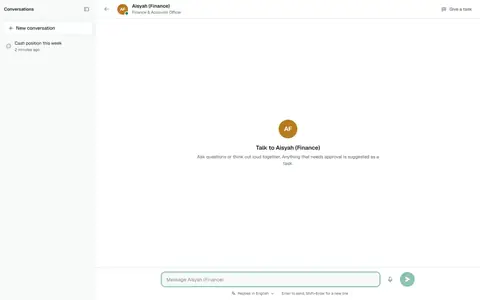 Conversations
+ New conversation
Cash position this week
2 minutes ago
AF
Aisyah (Finance)
Finance & Account Officer
Give a note
AF
Talk to Aisyah (Finance)
Ask questions or think out loud together. Anything that needs approval is suggested as a
task.
Message Aisyah (Finance)
Replies in English
Enter to send, Shift+Enter for a new line